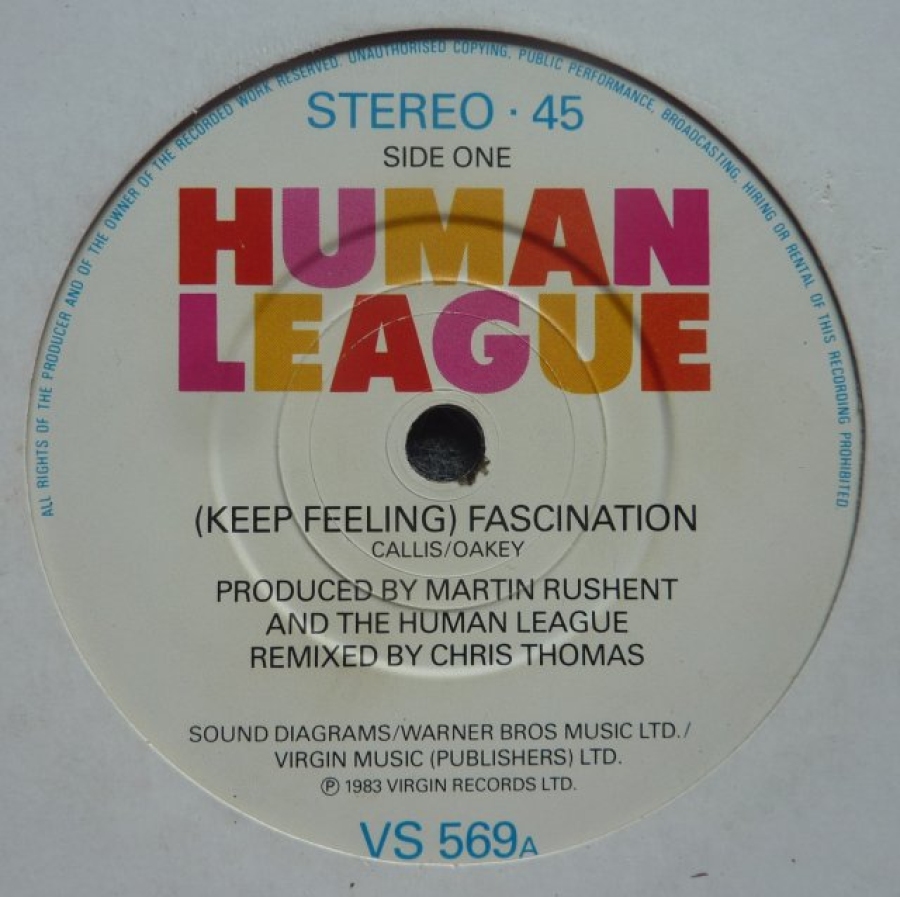 ALL RIGHTS OF THE PRODUCER AND OF THE OWNER OF THE RECORDED WORK RESERVED. UNAUTHORISED COPYING, PUBLIC PERFORMANCE, BROADCASTING, HIRING OR RENTAL OF THIS RECORDING PROHIBITED
STEREO · 45
SIDE ONE
HUMAN
LEAGUE
(KEEP FEELING) FASCINATION
CALLIS/OAKEY
PRODUCED BY MARTIN RUSHENT
AND THE HUMAN LEAGUE
REMIXED BY CHRIS THOMAS
SOUND DIAGRAMS/WARNER BROS MUSIC LTD./
VIRGIN MUSIC (PUBLISHERS) LTD.
℗ 1983 VIRGIN RECORDS LTD.
VS 569A